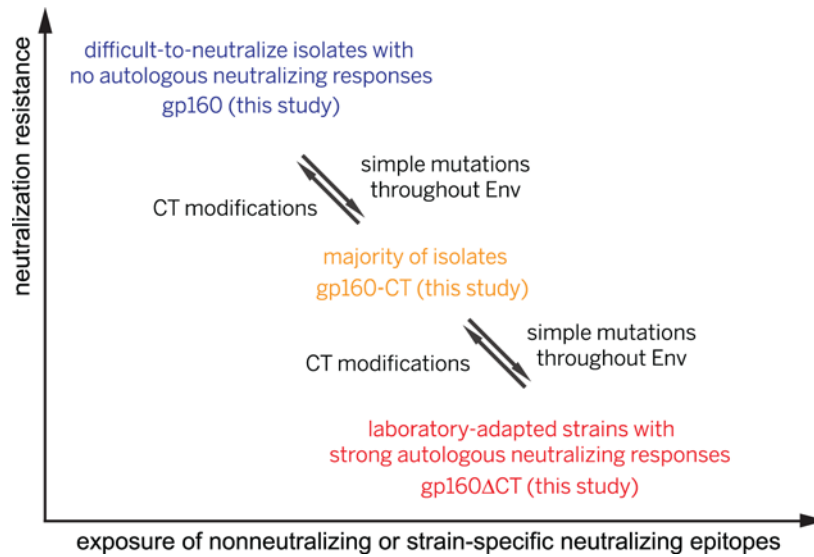 neutralization resistance
difficult-to-neutralize isolates with
no autologous neutralizing responses
gp160 (this study)
simple mutations
throughout Env
CT modifications
majority of isolates
gp160-CT (this study)
simple mutations
throughout Env
CT modifications
laboratory-adapted strains with
strong autologous neutralizing responses
gp160ΔCT (this study)
exposure of nonneutralizing or strain-specific neutralizing epitopes